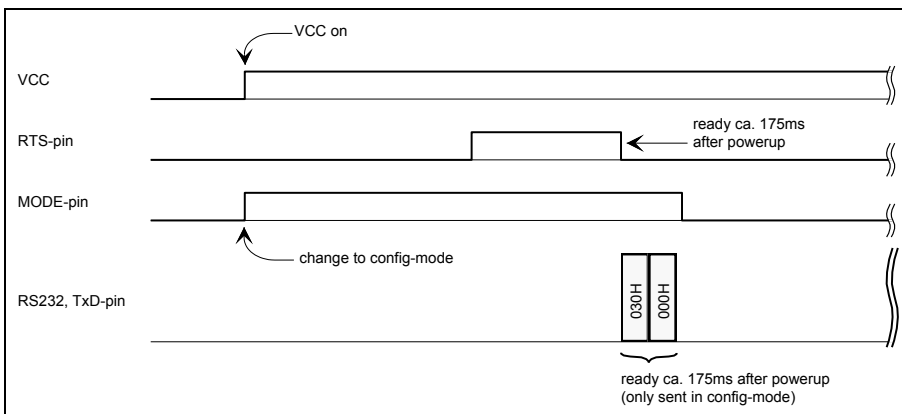 VCC on
VCC
RTS-pin
ready ca. 175ms
after powerup
MODE-pin
change to config-mode
RS232, TxD-pin
030H
000H
ready ca. 175ms after powerup
(only sent in config-mode)